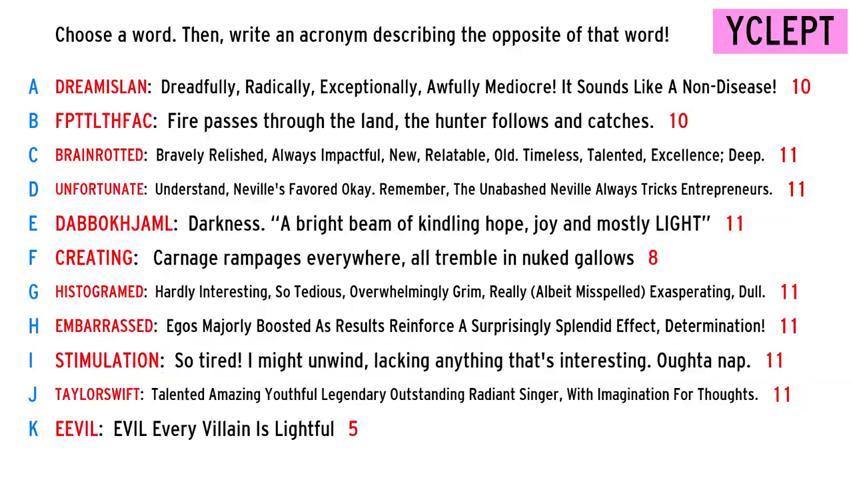 Choose a word. Then, write an acronym describing the opposite of that word!
YCLEPT
A DREAMISLAN: Dreadfully, Radically, Exceptionally, Awfully Mediocre! It Sounds Like A Non-Disease! 10
B FPTTLTHFAC: Fire passes through the land, the hunter follows and catches. 10
C BRAINROTTED: Bravely Relished, Always Impactful, New, Relatable, Old. Timeless, Talented, Excellence; Deep. 11
D UNFORTUNATE: Understand, Neville's Favored Okay. Remember, The Unabashed Neville Always Tricks Entrepreneurs. 11
E DABBOKHJAML: Darkness. “A bright beam of kindling hope, joy and mostly LIGHT” 11
F CREATING: Carnage rampages everywhere, all tremble in nuked gallows 8
G HISTOGRAMED: Hardly Interesting, So Tedious, Overwhelmingly Grim, Really (Albeit Misspelled) Exasperating, Dull. 11
H EMBARRASSED: Egos Majorly Boosted As Results Reinforce A Surprisingly Splendid Effect, Determination! 11
I STIMULATION: So tired! I might unwind, lacking anything that's interesting. Oughta nap. 11
J TAYLORSWIFT: Talented Amazing Youthful Legendary Outstanding Radiant Singer, With Imagination For Thoughts. 11
K EEVIL: EVIL Every Villain Is Lightful 5